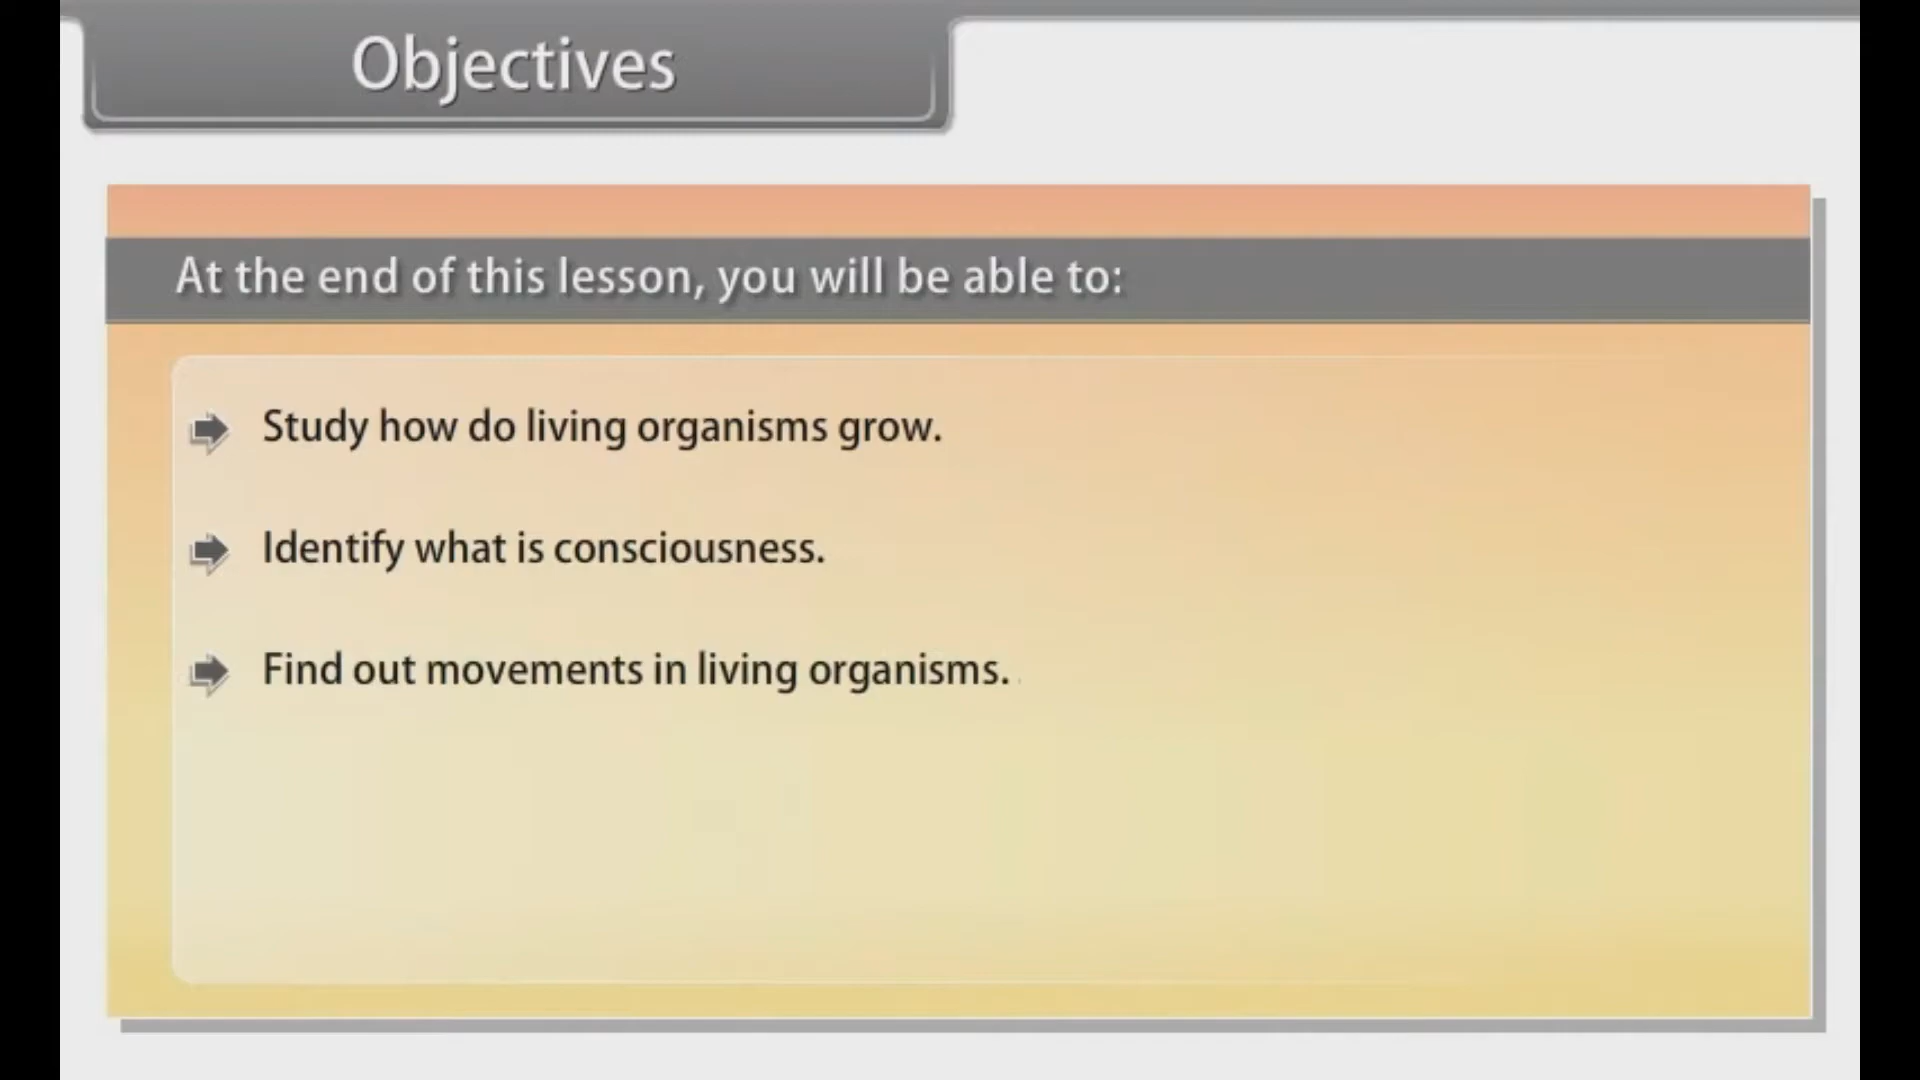 Objectives
At the end of this lesson, you will be able to:
Study how do living organisms grow.
Identify what is consciousness.
Find out movements in living organisms.